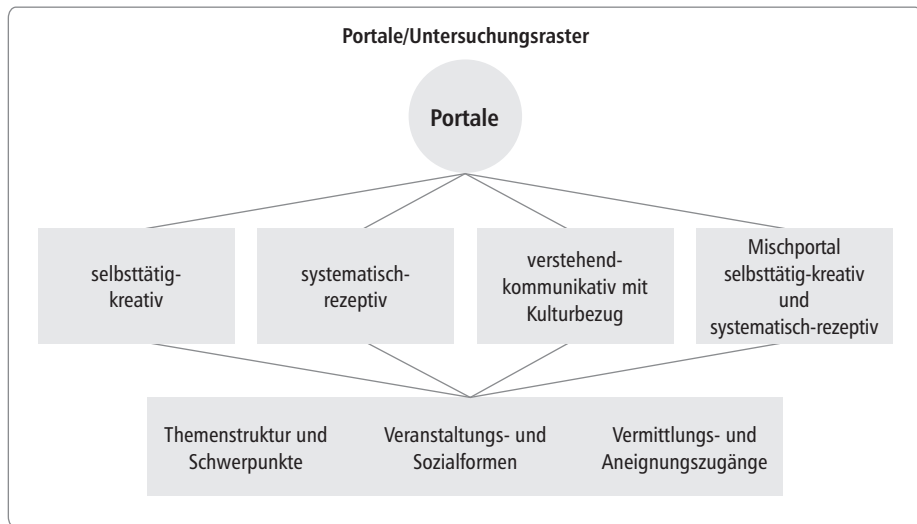 Portale/Untersuchungsraster
Portale
selbsttätig-
kreativ
systematisch-
rezeptiv
verstehend-
kommunikativ mit
Kulturbezug
Mischportal
selbsttätig-kreativ
und
systematisch-rezeptiv
Themenstruktur und
Schwerpunkte
Veranstaltungs- und
Sozialformen
Vermittlungs- und
Aneignungszugänge